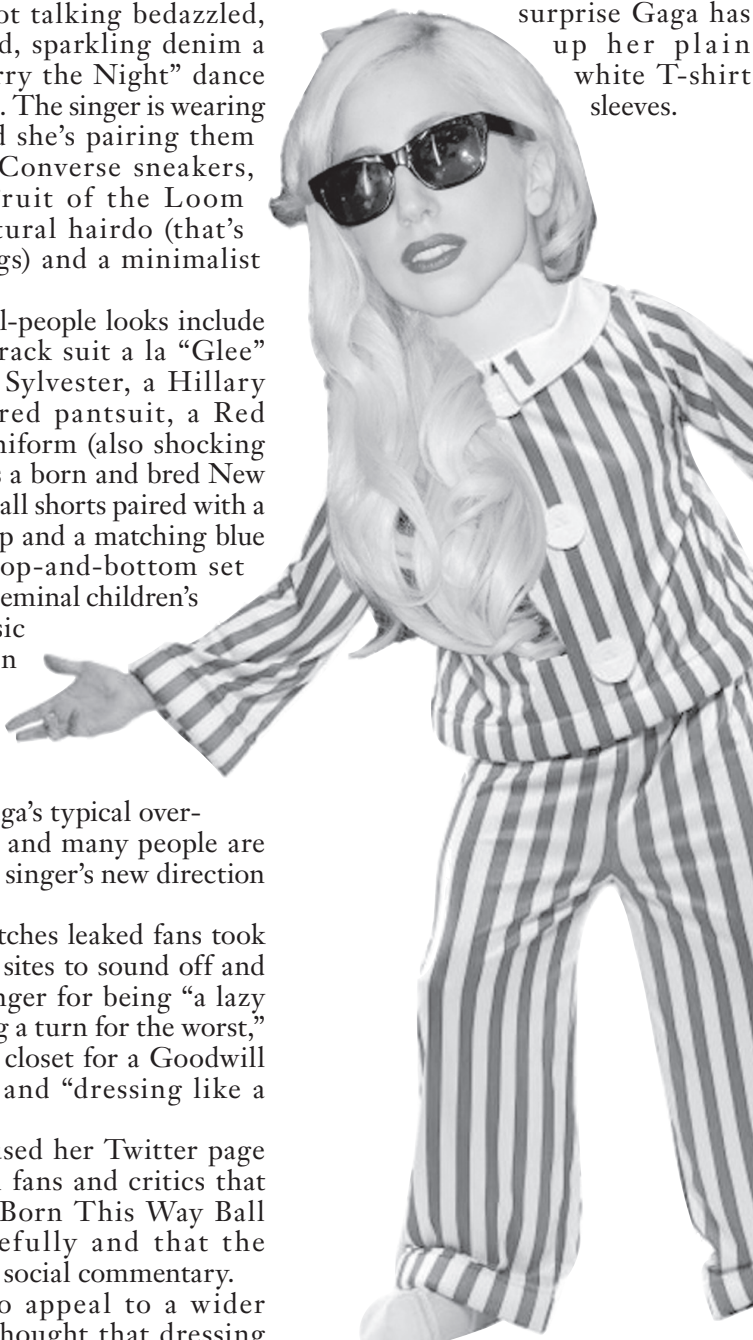 ot talking bedazzled,
d, sparkling denim a
rry the Night” dance
. The singer is wearing
d she’s pairing them
Converse sneakers,
ruit of the Loom
tural hairdo (that’s
gs) and a minimalist
l-people looks include
rack suit a la “Glee”
Sylvester, a Hillary
red pantsuit, a Red
niform (also shocking
s a born and bred New
all shorts paired with a
p and a matching blue
op-and-bottom set
eminal children’s
sic
n
ga’s typical over-
and many people are
singer’s new direction
tches leaked fans took
sites to sound off and
nger for being “a lazy
g a turn for the worst,”
closet for a Goodwill
and “dressing like a
used her Twitter page
fans and critics that
Born This Way Ball
efully and that the
social commentary.
o appeal to a wider
hought that dressing
surprise Gaga has
up her plain
white T-shirt
sleeves.
1